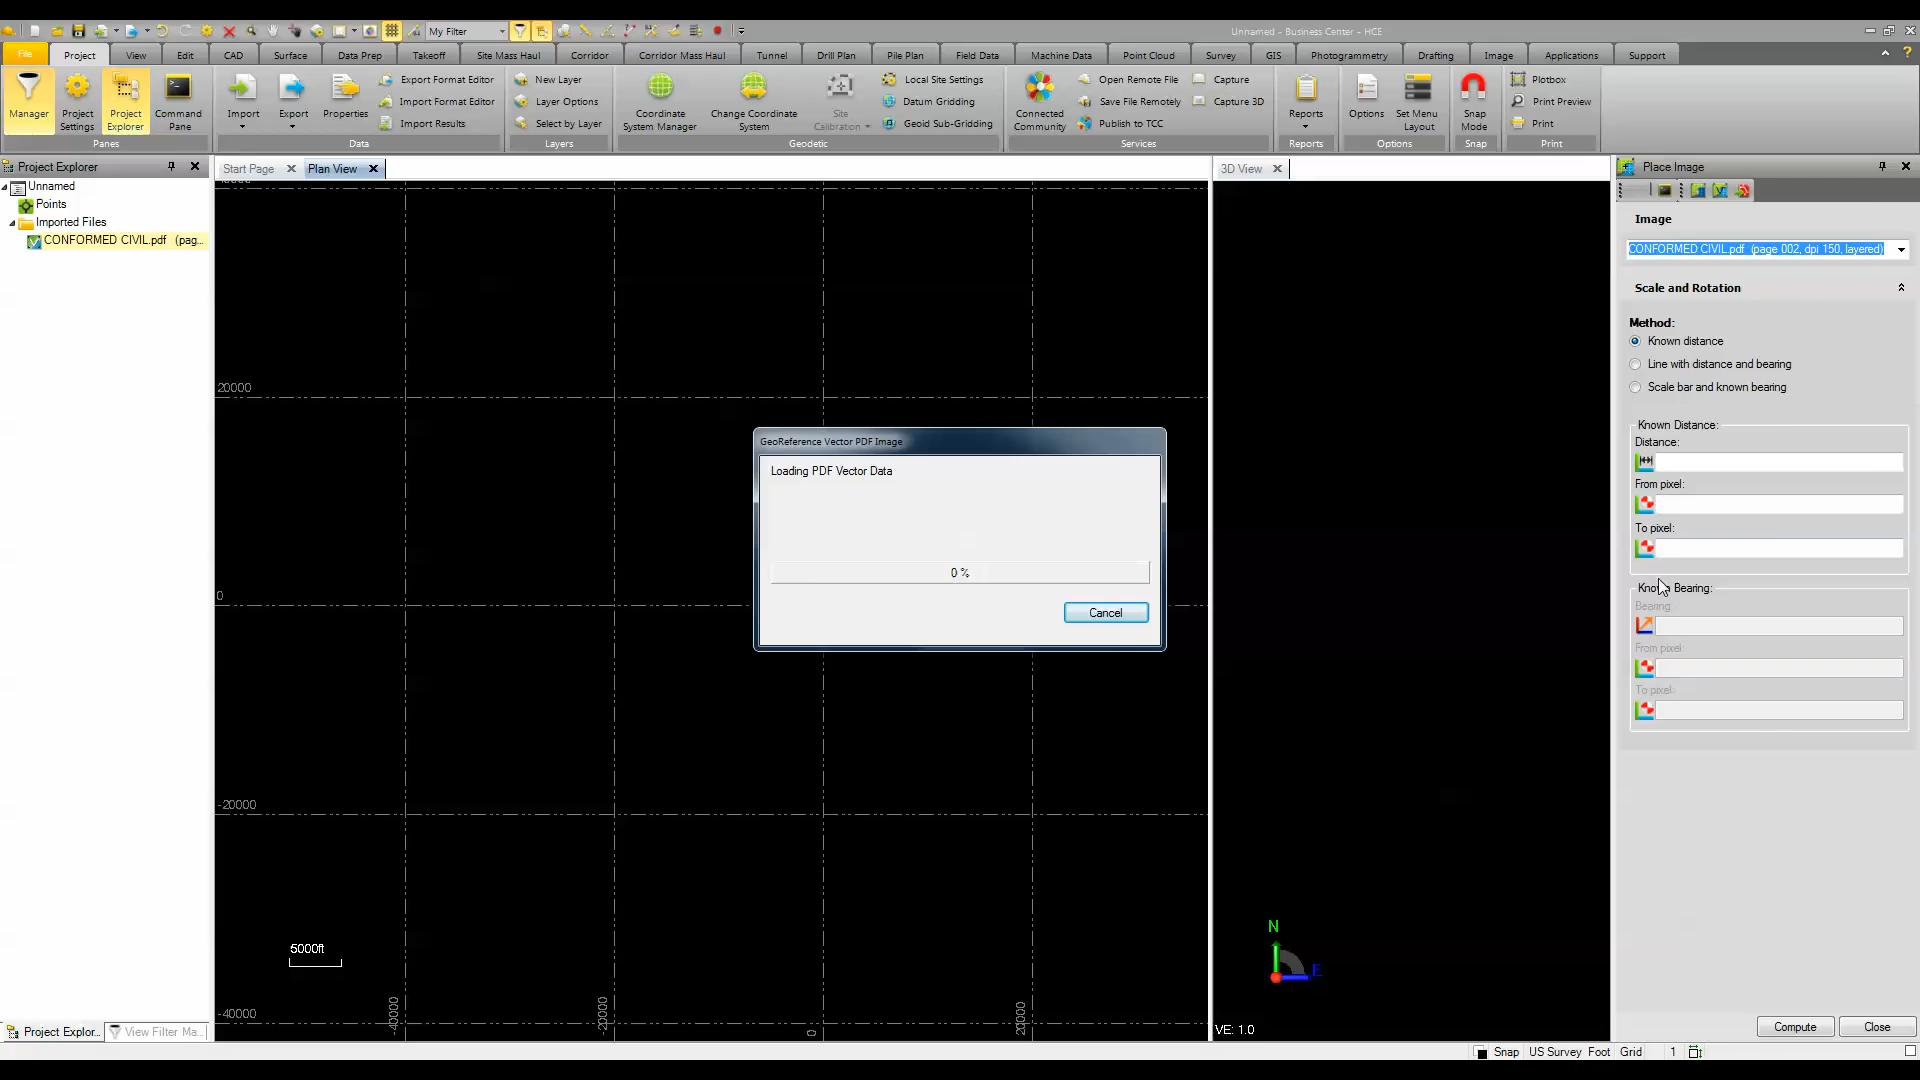 My Filter
Unnamed - Business Center - HCE
File
Project
View
Edit
CAD
Surface
Data Prep
Takeoff
Site Mass Haul
Corridor
Corridor Mass Haul
Tunnel
Drill Plan
Pile Plan
Field Data
Machine Data
Point Cloud
Survey
GIS
Photogrammetry
Drafting
Image
Applications
Support
Manager
Project Settings
Project Explorer
Command Pane
Panes
Import
Export
Properties
Export Format Editor
Import Format Editor
Import Results
Data
New Layer
Layer Options
Select by Layer
Layers
Coordinate System Manager
Change Coordinate System
Site Calibration
Local Site Settings
Datum Gridding
Geoid Sub-Gridding
Geodetic
Connected Community
Open Remote File
Save File Remotely
Publish to TCC
Capture
Capture 3D
Services
Reports
Reports
Options
Set Menu Layout
Options
Snap Mode
Snap
Plotbox
Print Preview
Print
Print
Project Explorer
Unnamed
Points
Imported Files
CONFORMED CIVIL.pdf (pag...
Project Explor...
View Filter Ma...
Start Page
Plan View
20000
0
-20000
-40000
-40000
-20000
0
20000
5000ft
GeoReference Vector PDF Image
Loading PDF Vector Data
0 %
Cancel
3D View
N
E
VE: 1.0
Place Image
Image
CONFORMED CIVIL.pdf (page 002, dpi 150, layered)
Scale and Rotation
Method:
Known distance
Line with distance and bearing
Scale bar and known bearing
Known Distance:
Distance:
From pixel:
To pixel:
Known Bearing:
Bearing:
From pixel:
To pixel:
Compute
Close
Snap
US Survey Foot
Grid
1